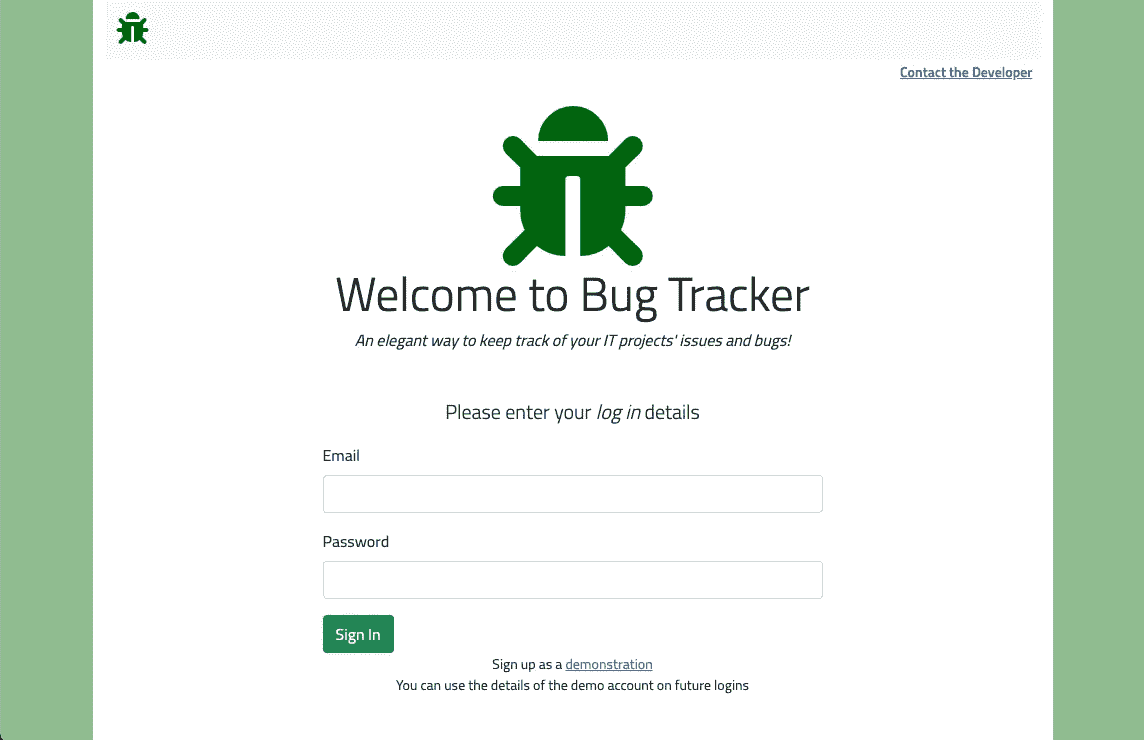 Contact the Developer
Welcome to Bug Tracker
An elegant way to keep track of your IT projects' issues and bugs!
Please enter your log in details
Email
Password
Sign In
Sign up as a demonstration
You can use the details of the demo account on future logins